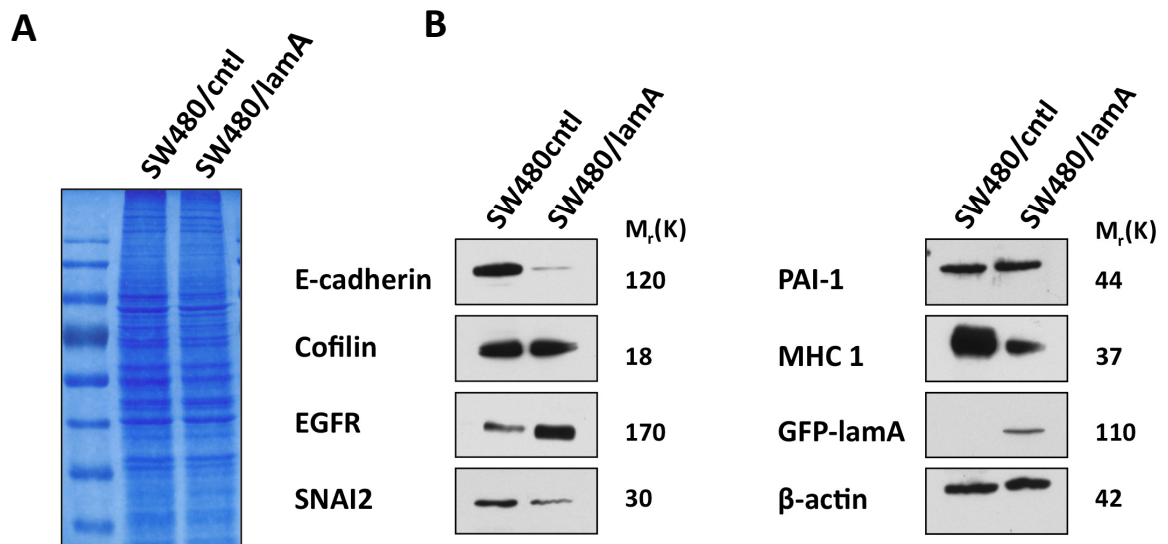 A
SW480/cntl
SW480/lamA
B
SW480cntl
SW480/lamA
Mr(K)
E-cadherin
120
Cofilin
18
EGFR
170
SNAI2
30
SW480/cntl
SW480/lamA
Mr(K)
PAI-1
44
MHC 1
37
GFP-lamA
110
β-actin
42